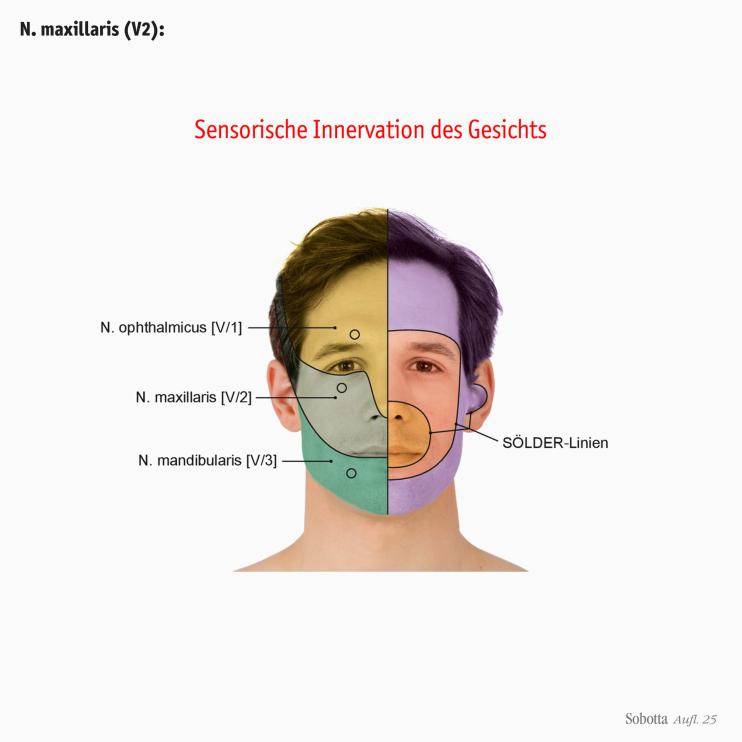 N. maxillaris (V2):
Sensorische Innervation des Gesichts
N. ophthalmicus [V/1]
N. maxillaris [V/2]
SÖLDER-Linien
N. mandibularis [V/3]
Sobotta Aufl. 25